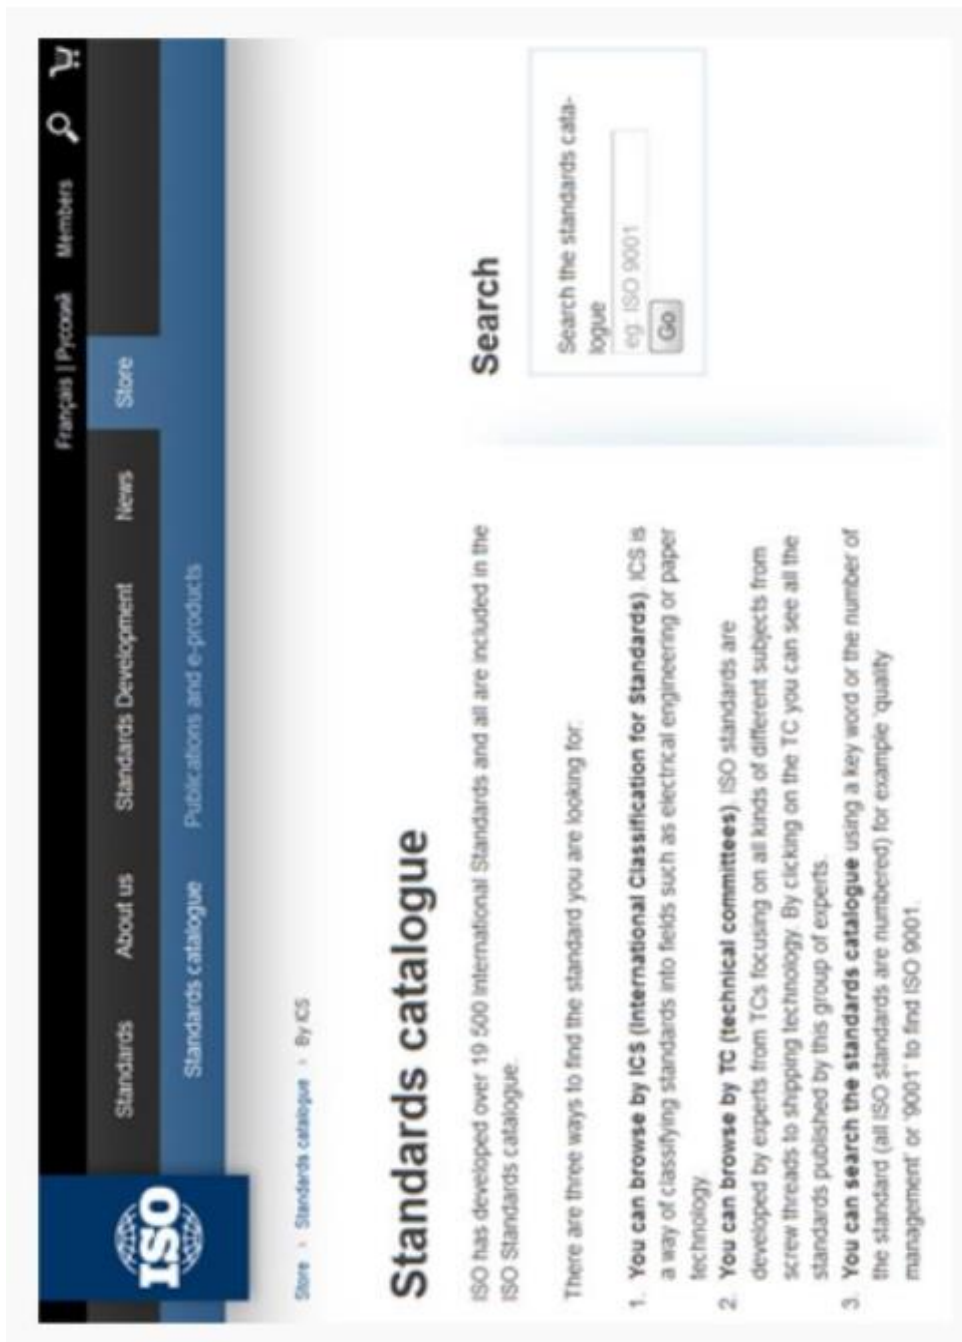 Français | Русский Members
Standards About us Standards Development News Store
ISO
Standards catalogue Publications and e-products
Store › Standards catalogue › By ICS
Standards catalogue
ISO has developed over 19 500 International Standards and all are included in the
ISO Standards catalogue.
There are three ways to find the standard you are looking for:
1. You can browse by ICS (International Classification for Standards). ICS is
a way of classifying standards into fields such as electrical engineering or paper
technology.
2. You can browse by TC (technical committees). ISO standards are
developed by experts from TCs focusing on all kinds of different subjects from
screw threads to shipping technology. By clicking on the TC you can see all the
standards published by this group of experts.
3. You can search the standards catalogue using a key word or the number of
the standard (all ISO standards are numbered) for example 'quality
management' or '9001' to find ISO 9001.
Search
Search the standards cata-
logue
eg: ISO 9001
Go